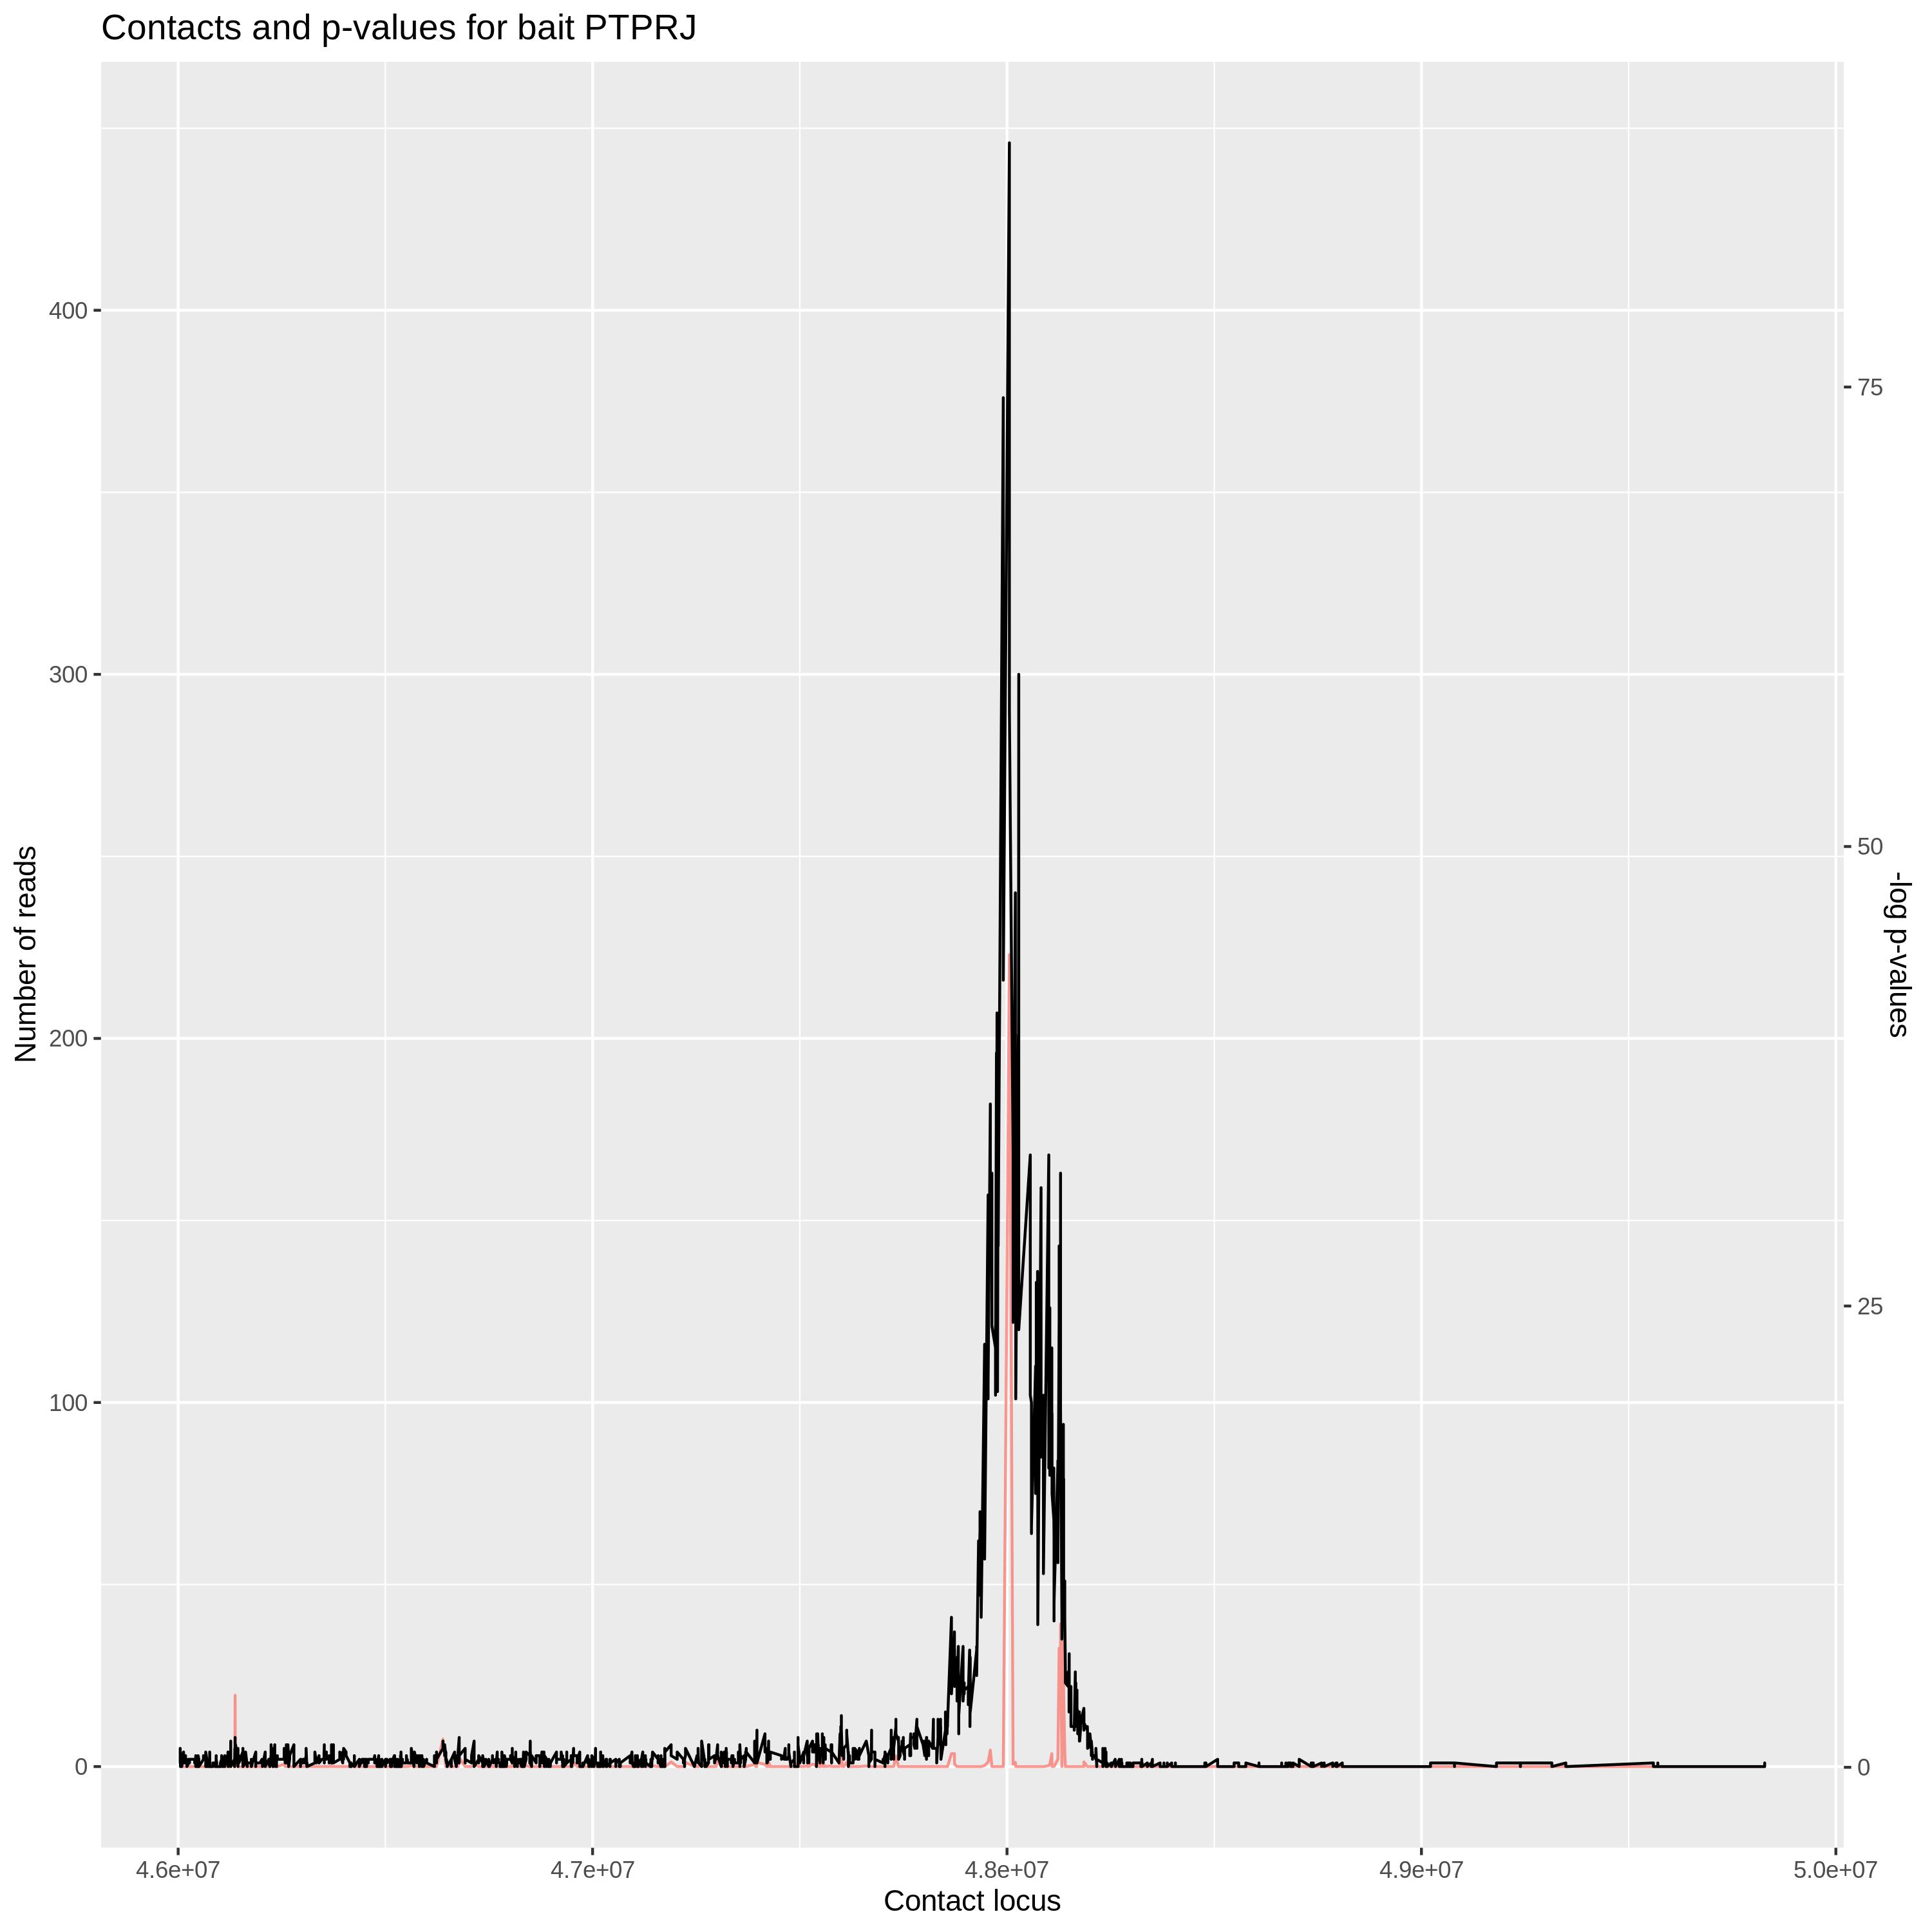 Contacts and p-values for bait PTPRJ
Number of reads
400
300
200
100
0
75
50
25
0
-log p-values
4.6e+07 4.7e+07 4.8e+07 4.9e+07 5.0e+07
Contact locus